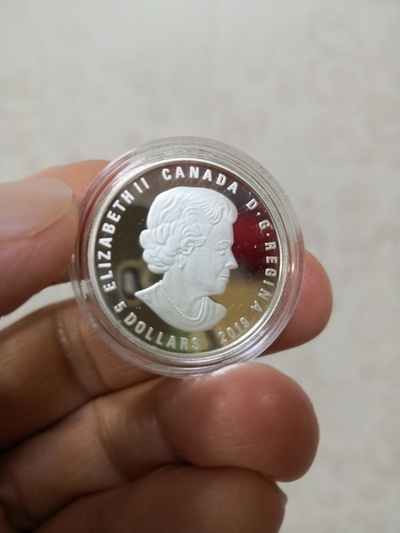 ELIZABETH II CANADA D·G·REGINA
5 DOLLARS 2019